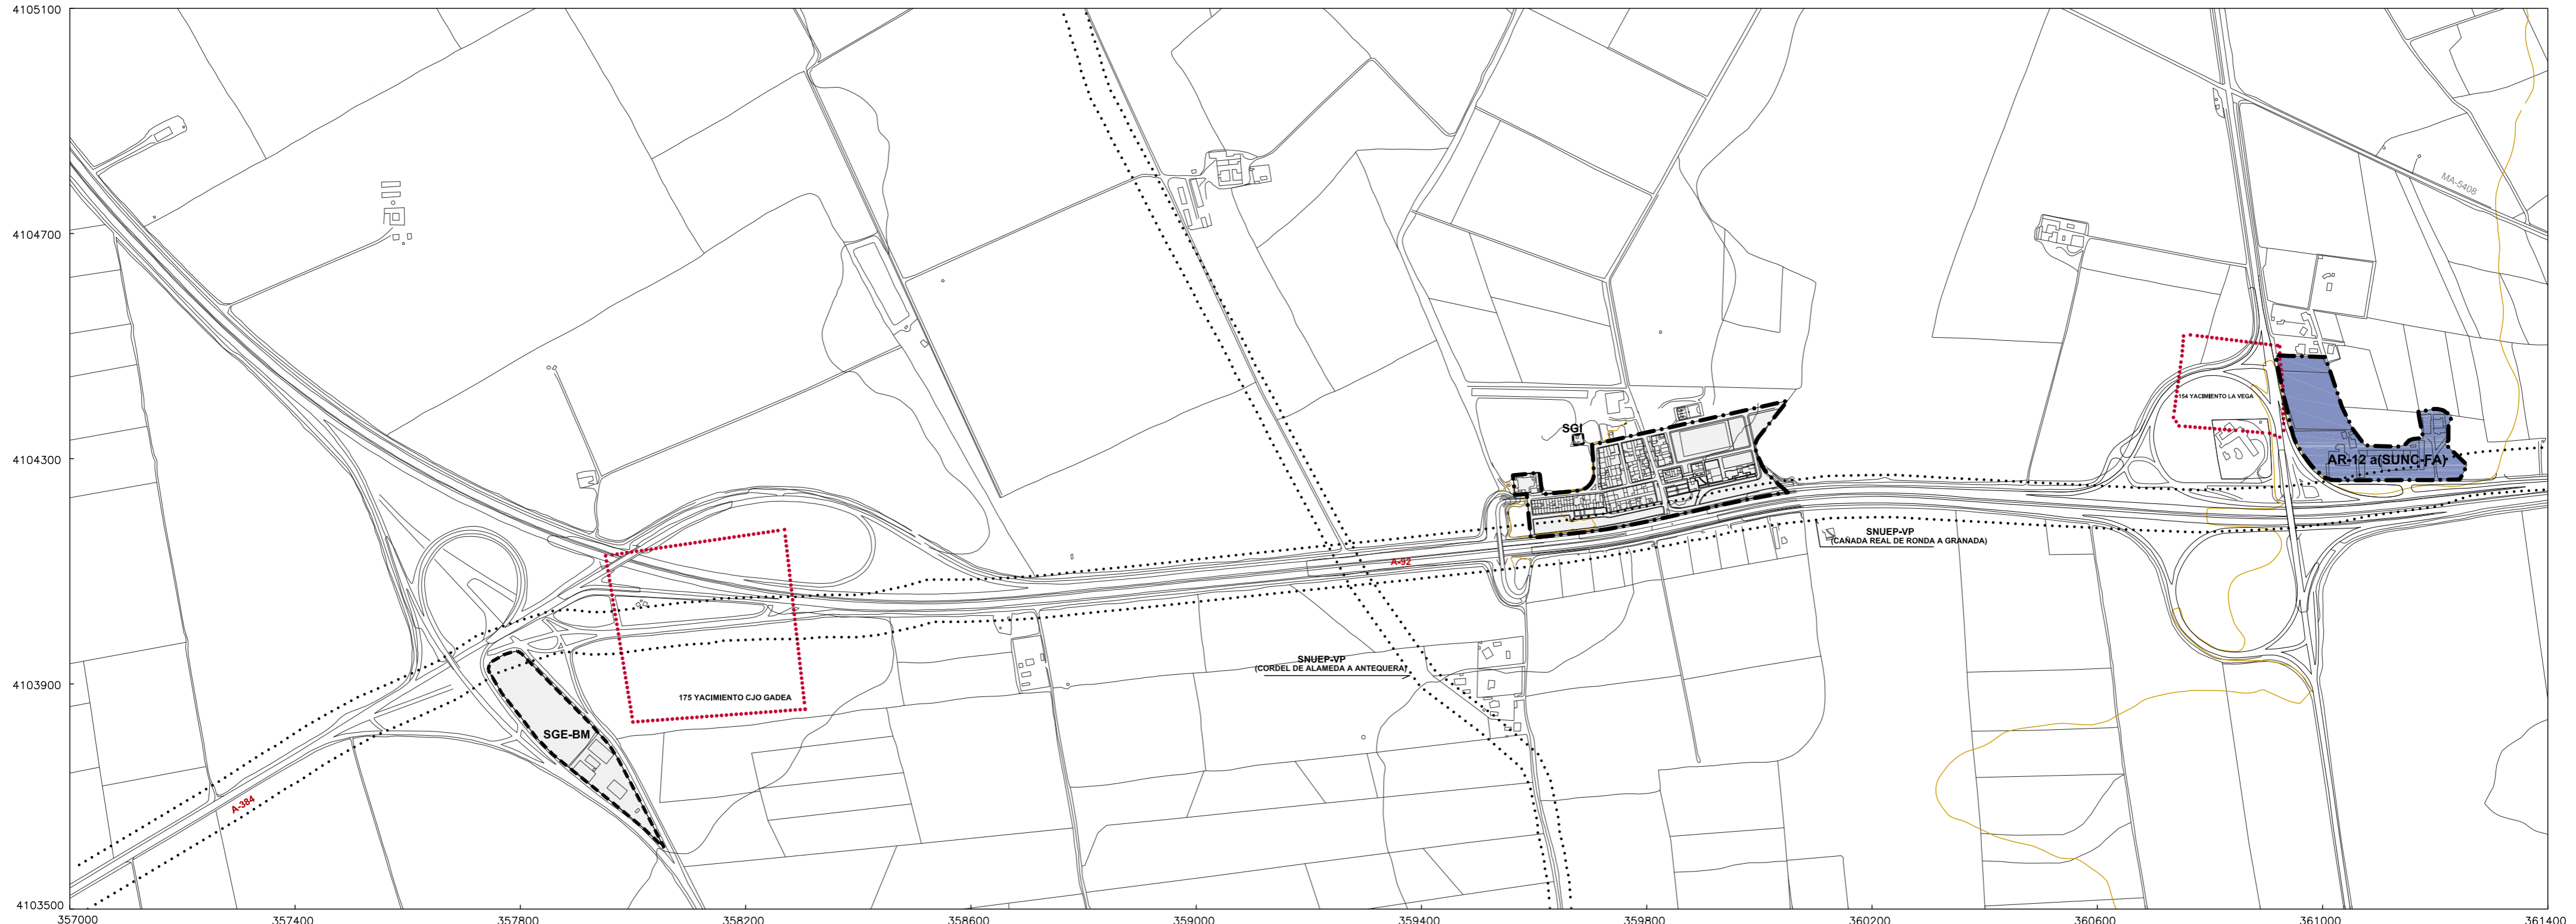 4105100
MA-5408
4104700
154 YACIMIENTO LA VEGA
SGI
4104300
AR-12 a(SUNC-FA)
SNUEP-VP
(CAÑADA REAL DE RONDA A GRANADA)
A-92
SNUEP-VP
(CORDEL DE ALAMEDA A ANTEQUERA)
4103900
175 YACIMIENTO CJO GADEA
SGE-BM
A-384
4103500
357000
357400
357800
358200
358600
359000
359400
359800
360200
360600
361000
361400